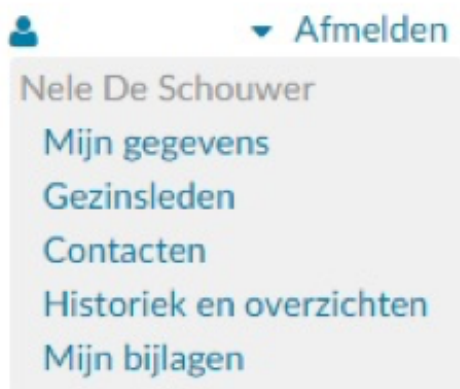 Afmelden
Nele De Schouwer
Mijn gegevens
Gezinsleden
Contacten
Historiek en overzichten
Mijn bijlagen